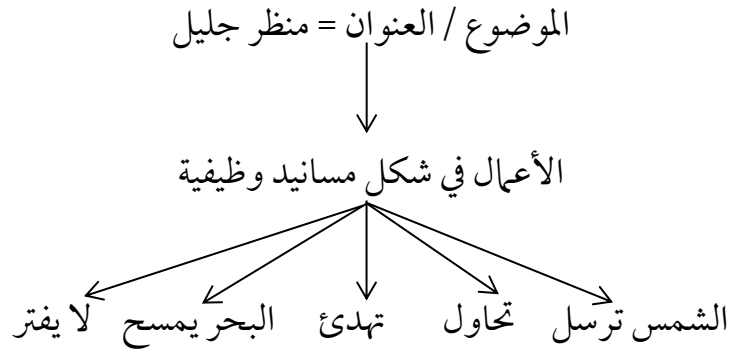 الموضوع / العنوان = منظر جليل
الأعمال في شكل مسانيد وظيفية
الشمس ترسل تحاول تهدئ البحر يمسح لا يفتر